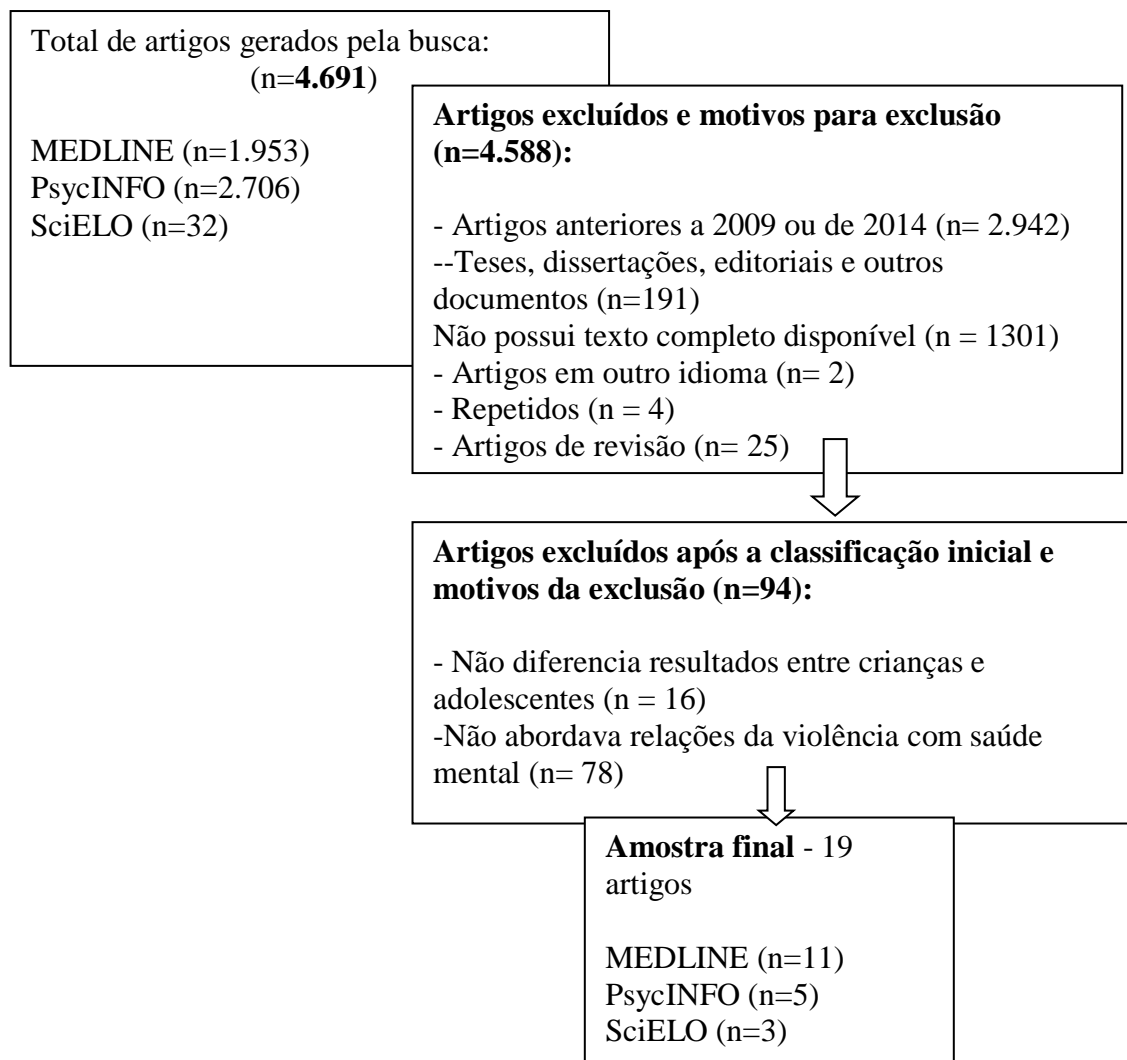 Total de artigos gerados pela busca:
(n=4.691)
MEDLINE (n=1.953)
PsycINFO (n=2.706)
SciELO (n=32)
Artigos excluídos e motivos para exclusão
(n=4.588):
- Artigos anteriores a 2009 ou de 2014 (n= 2.942)
--Teses, dissertações, editoriais e outros
documentos (n=191)
Não possui texto completo disponível (n = 1301)
- Artigos em outro idioma (n= 2)
- Repetidos (n = 4)
- Artigos de revisão (n= 25)
Artigos excluídos após a classificação inicial e
motivos da exclusão (n=94):
- Não diferencia resultados entre crianças e
adolescentes (n = 16)
-Não abordava relações da violência com saúde
mental (n= 78)
Amostra final - 19
artigos
MEDLINE (n=11)
PsycINFO (n=5)
SciELO (n=3)